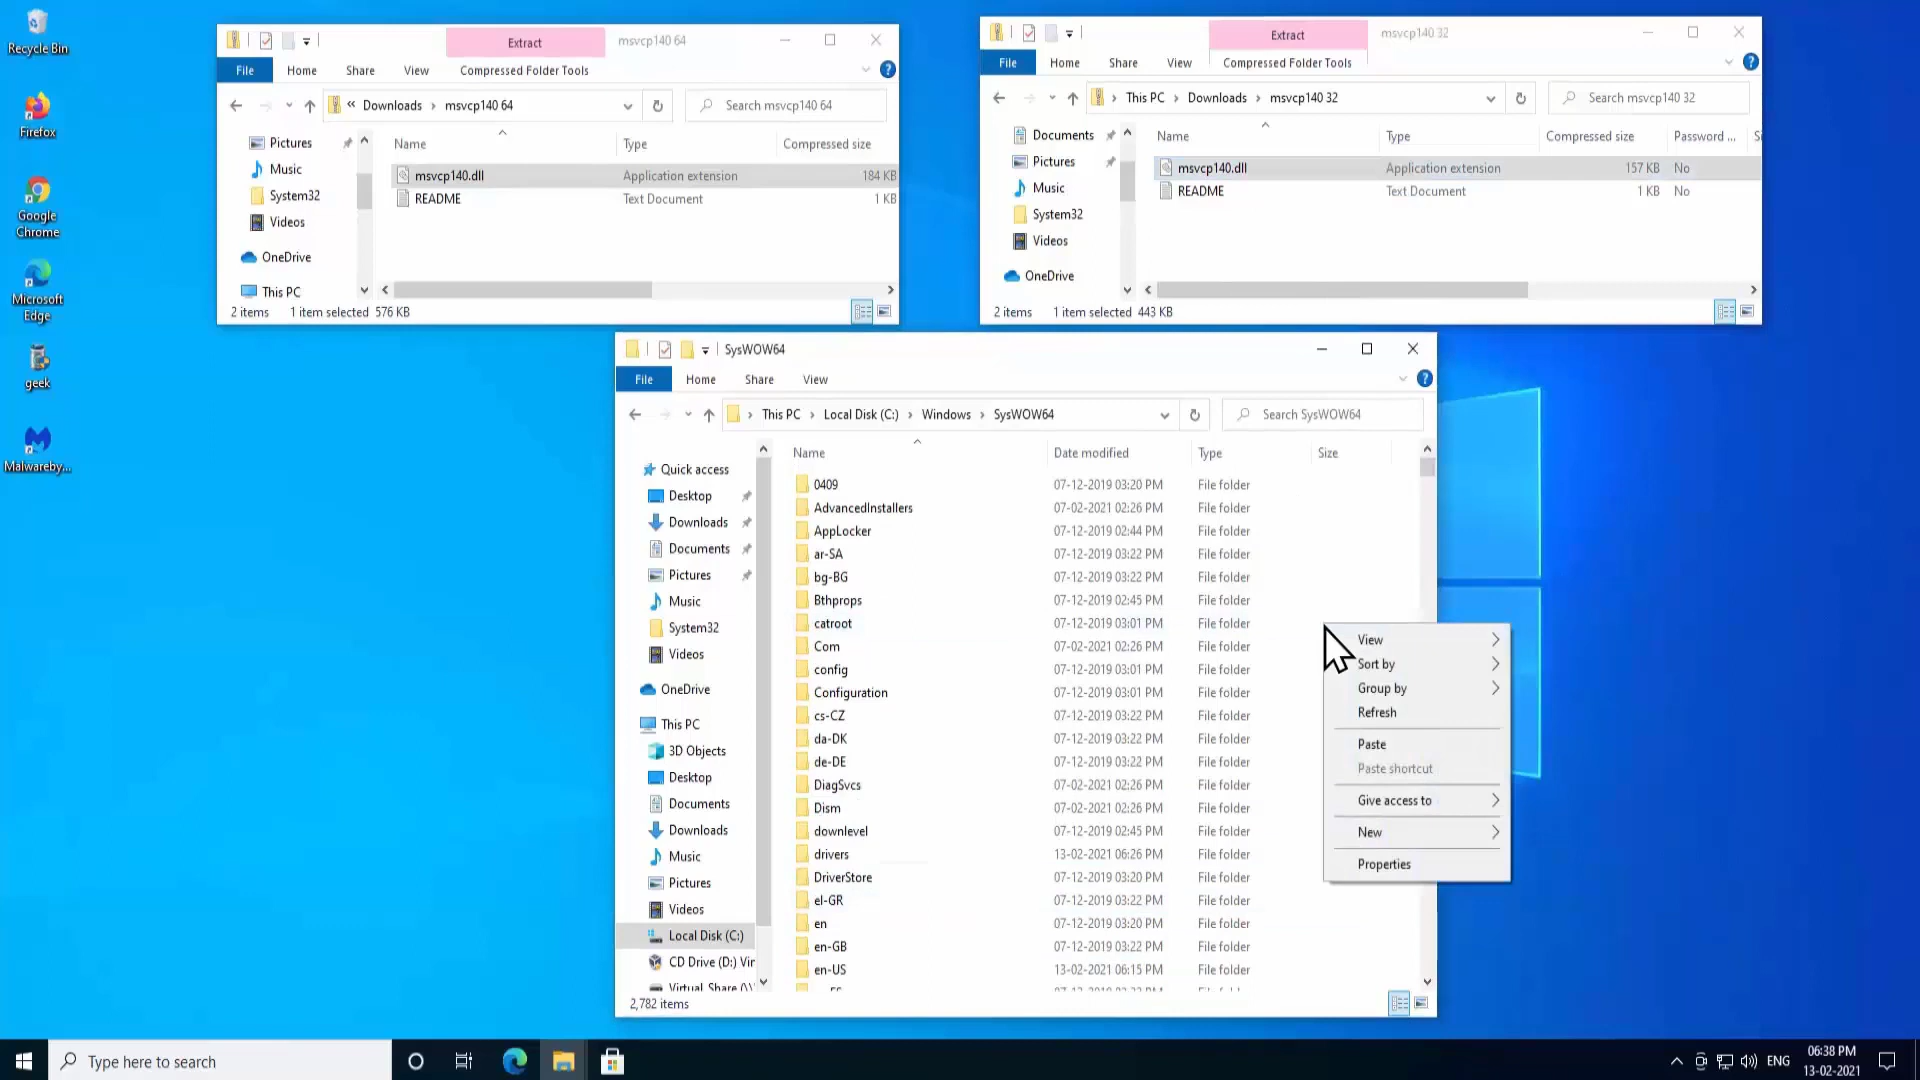 Recycle Bin
Firefox
Google
Chrome
Microsoft
Edge
geek
Malwareby...
Extract
msvcp140 64
File
Home
Share
View
Compressed Folder Tools
« Downloads › msvcp140 64
Search msvcp140 64
Pictures
Music
System32
Videos
OneDrive
This PC
Name Type Compressed size
msvcp140.dll Application extension 184 KB
README Text Document 1 KB
2 items 1 item selected 576 KB
Extract
msvcp140 32
File
Home
Share
View
Compressed Folder Tools
This PC › Downloads › msvcp140 32
Search msvcp140 32
Documents
Pictures
Music
System32
Videos
OneDrive
Name Type Compressed size Password ...
msvcp140.dll Application extension 157 KB No
README Text Document 1 KB No
2 items 1 item selected 443 KB
SysWOW64
File
Home
Share
View
This PC › Local Disk (C:) › Windows › SysWOW64
Search SysWOW64
Quick access
Desktop
Downloads
Documents
Pictures
Music
System32
Videos
OneDrive
This PC
3D Objects
Desktop
Documents
Downloads
Music
Pictures
Videos
Local Disk (C:)
CD Drive (D:) Vir
Virtual Share (\\
Name Date modified Type Size
0409 07-12-2019 03:20 PM File folder
AdvancedInstallers 07-02-2021 02:26 PM File folder
AppLocker 07-12-2019 02:44 PM File folder
ar-SA 07-12-2019 03:22 PM File folder
bg-BG 07-12-2019 03:22 PM File folder
Bthprops 07-12-2019 02:45 PM File folder
catroot 07-12-2019 03:01 PM File folder
Com 07-02-2021 02:26 PM File folder
config 07-12-2019 03:01 PM File folder
Configuration 07-12-2019 03:01 PM File folder
cs-CZ 07-12-2019 03:22 PM File folder
da-DK 07-12-2019 03:22 PM File folder
de-DE 07-12-2019 03:22 PM File folder
DiagSvcs 07-02-2021 02:26 PM File folder
Dism 07-02-2021 02:26 PM File folder
downlevel 07-12-2019 02:45 PM File folder
drivers 13-02-2021 06:26 PM File folder
DriverStore 07-12-2019 03:20 PM File folder
el-GR 07-12-2019 03:22 PM File folder
en 07-12-2019 03:20 PM File folder
en-GB 07-12-2019 03:22 PM File folder
en-US 13-02-2021 06:15 PM File folder
2,782 items
View
Sort by
Group by
Refresh
Paste
Paste shortcut
Give access to
New
Properties
Type here to search
ENG
06:38 PM
13-02-2021